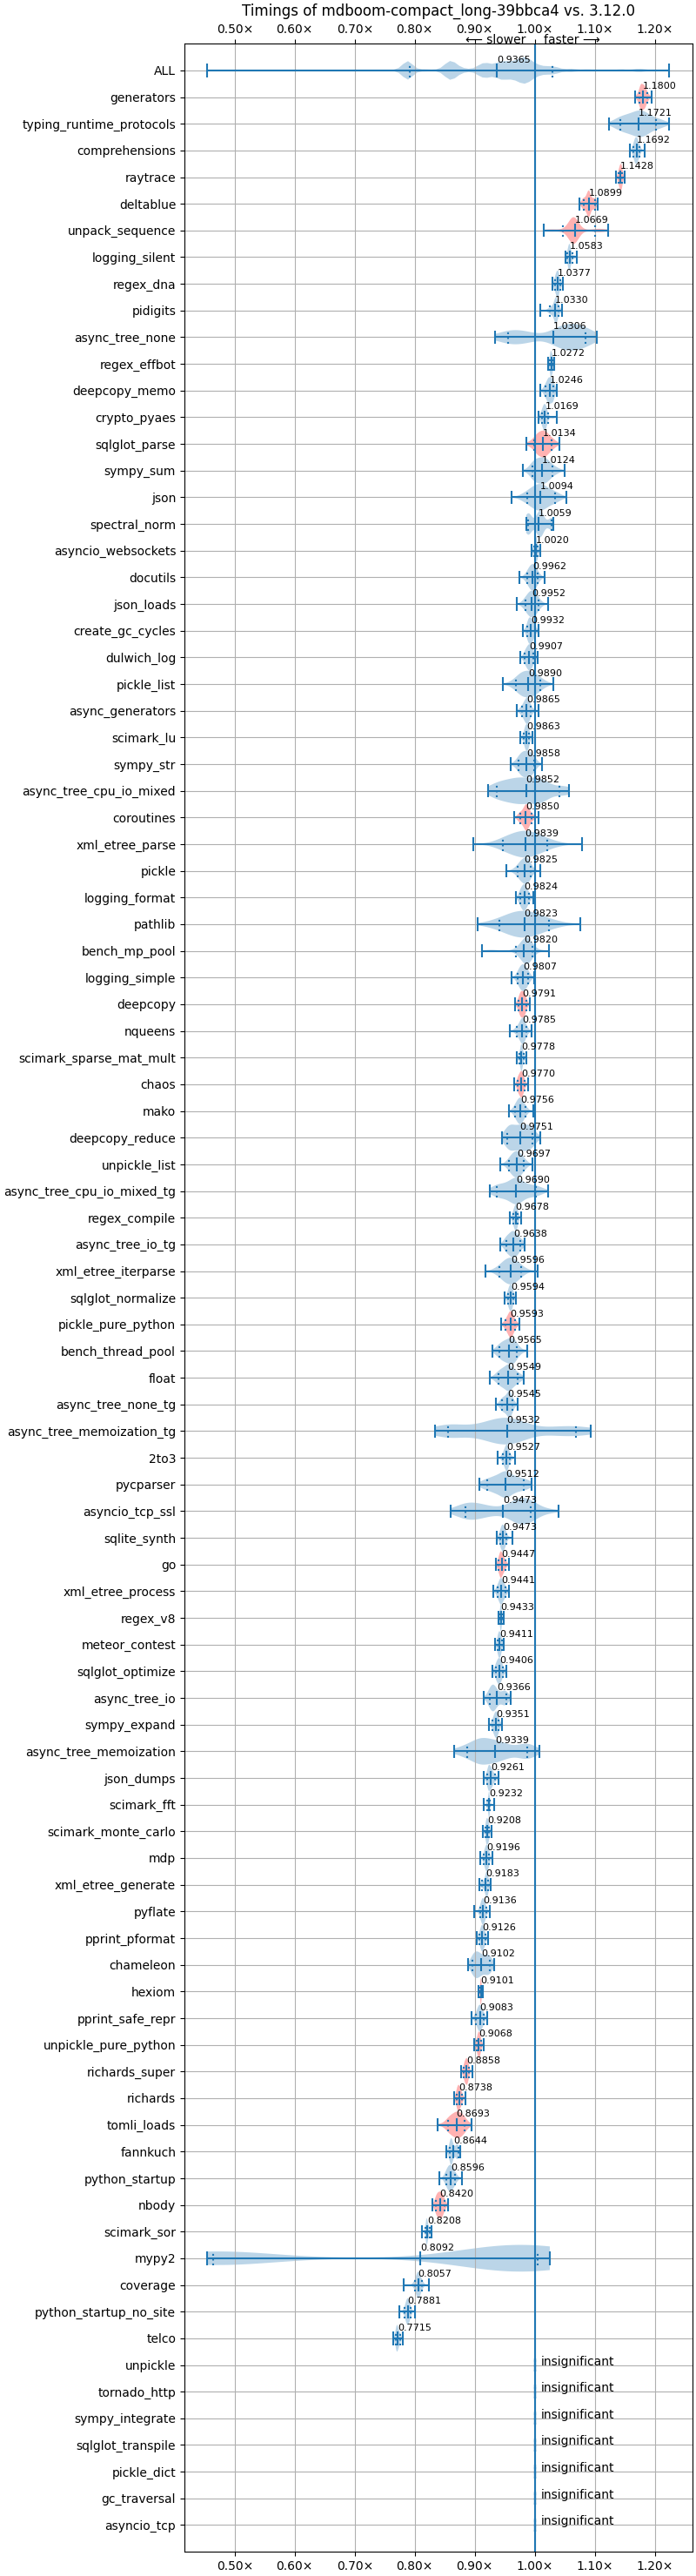 Timings of mdboom-compact_long-39bbca4 vs. 3.12.0
0.50× 0.60× 0.70× 0.80× 0.90× 1.00× 1.10× 1.20×
⟵ slower faster ⟶
ALL 0.9365
generators 1.1800
typing_runtime_protocols 1.1721
comprehensions 1.1692
raytrace 1.1428
deltablue 1.0899
unpack_sequence 1.0669
logging_silent 1.0583
regex_dna 1.0377
pidigits 1.0330
async_tree_none 1.0306
regex_effbot 1.0272
deepcopy_memo 1.0246
crypto_pyaes 1.0169
sqlglot_parse 1.0134
sympy_sum 1.0124
json 1.0094
spectral_norm 1.0059
asyncio_websockets 1.0020
docutils 0.9962
json_loads 0.9952
create_gc_cycles 0.9932
dulwich_log 0.9907
pickle_list 0.9890
async_generators 0.9865
scimark_lu 0.9863
sympy_str 0.9858
async_tree_cpu_io_mixed 0.9852
coroutines 0.9850
xml_etree_parse 0.9839
pickle 0.9825
logging_format 0.9824
pathlib 0.9823
bench_mp_pool 0.9820
logging_simple 0.9807
deepcopy 0.9791
nqueens 0.9785
scimark_sparse_mat_mult 0.9778
chaos 0.9770
mako 0.9756
deepcopy_reduce 0.9751
unpickle_list 0.9697
async_tree_cpu_io_mixed_tg 0.9690
regex_compile 0.9678
async_tree_io_tg 0.9638
xml_etree_iterparse 0.9596
sqlglot_normalize 0.9594
pickle_pure_python 0.9593
bench_thread_pool 0.9565
float 0.9549
async_tree_none_tg 0.9545
async_tree_memoization_tg 0.9532
2to3 0.9527
pycparser 0.9512
asyncio_tcp_ssl 0.9473
sqlite_synth 0.9473
go 0.9447
xml_etree_process 0.9441
regex_v8 0.9433
meteor_contest 0.9411
sqlglot_optimize 0.9406
async_tree_io 0.9366
sympy_expand 0.9351
async_tree_memoization 0.9339
json_dumps 0.9261
scimark_fft 0.9232
scimark_monte_carlo 0.9208
mdp 0.9196
xml_etree_generate 0.9183
pyflate 0.9136
pprint_pformat 0.9126
chameleon 0.9102
hexiom 0.9101
pprint_safe_repr 0.9083
unpickle_pure_python 0.9068
richards_super 0.8858
richards 0.8738
tomli_loads 0.8693
fannkuch 0.8644
python_startup 0.8596
nbody 0.8420
scimark_sor 0.8208
mypy2 0.8092
coverage 0.8057
python_startup_no_site 0.7881
telco 0.7715
unpickle insignificant
tornado_http insignificant
sympy_integrate insignificant
sqlglot_transpile insignificant
pickle_dict insignificant
gc_traversal insignificant
asyncio_tcp insignificant
0.50× 0.60× 0.70× 0.80× 0.90× 1.00× 1.10× 1.20×